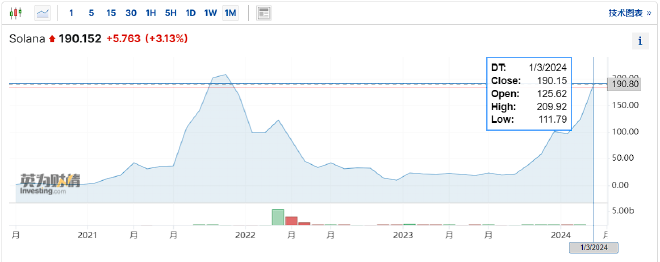 1 5 15 30 1H 5H 1D 1W 1M 技术图表 »
Solana 190.152 +5.763 (+3.13%)
DT: 1/3/2024
Close: 190.15
Open: 125.62
High: 209.92
Low: 111.79
200.00
190.80
150.00
100.00
50.00
0.00
英为财情
Investing.com
5.00b
月 2021 月 月 2022 月 月 2023 月 月 2024 月
1/3/2024